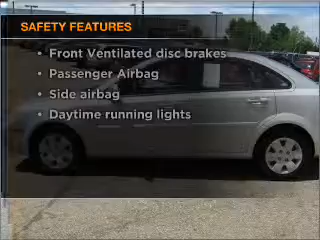 SAFETY FEATURES
• Front Ventilated disc brakes
• Passenger Airbag
• Side airbag
• Daytime running lights